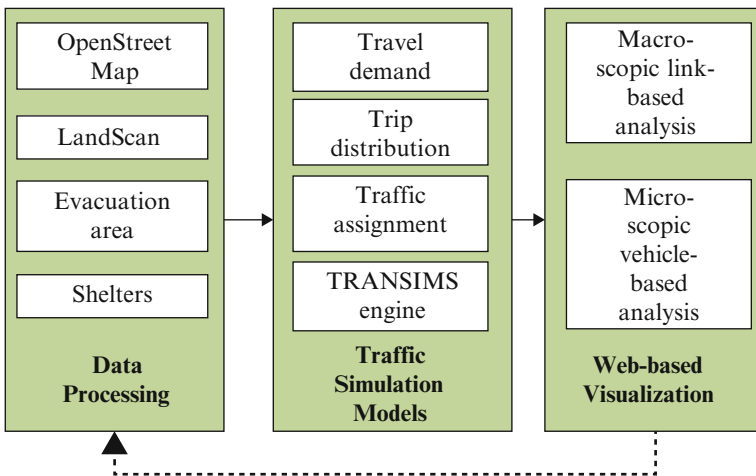 OpenStreet
Map
LandScan
Evacuation
area
Shelters
Data
Processing
Travel
demand
Trip
distribution
Traffic
assignment
TRANSIMS
engine
Traffic
Simulation
Models
Macro-
scopic link-
based
analysis
Micro-
scopic
vehicle-
based
analysis
Web-based
Visualization